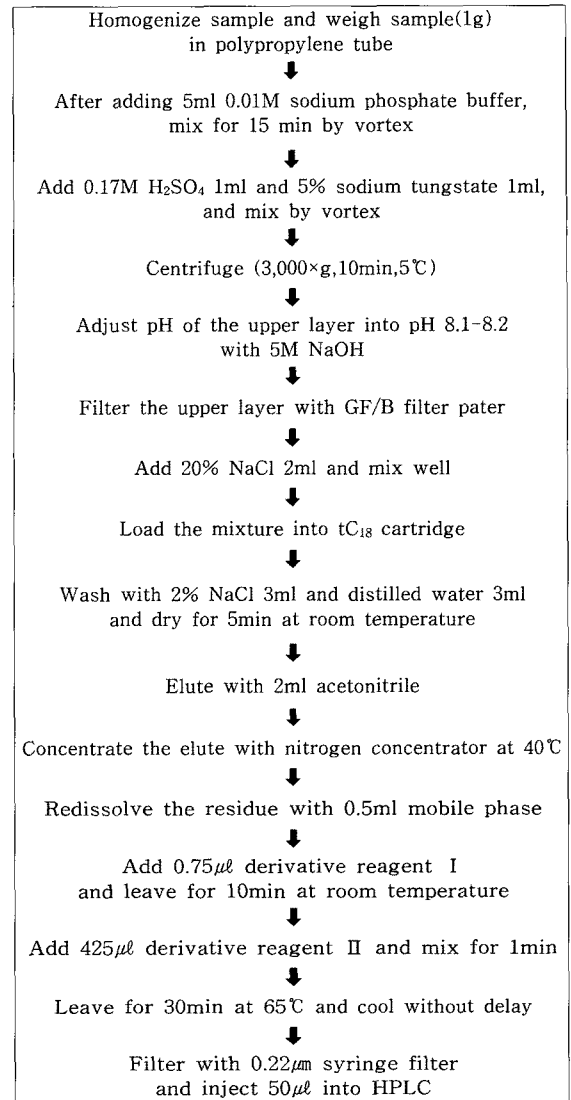 Homogenize sample and weigh sample(1g)
in polypropylene tube
After adding 5ml 0.01M sodium phosphate buffer,
mix for 15 min by vortex
Add 0.17M H₂SO₄ 1ml and 5% sodium tungstate 1ml,
and mix by vortex
Centrifuge (3,000×g,10min,5℃)
Adjust pH of the upper layer into pH 8.1-8.2
with 5M NaOH
Filter the upper layer with GF/B filter pater
Add 20% NaCl 2ml and mix well
Load the mixture into tC₁₈ cartridge
Wash with 2% NaCl 3ml and distilled water 3ml
and dry for 5min at room temperature
Elute with 2ml acetonitrile
Concentrate the elute with nitrogen concentrator at 40℃
Redissolve the residue with 0.5ml mobile phase
Add 0.75㎕ derivative reagent Ⅰ
and leave for 10min at room temperature
Add 425㎕ derivative reagent Ⅱ and mix for 1min
Leave for 30min at 65℃ and cool without delay
Filter with 0.22㎛ syringe filter
and inject 50㎕ into HPLC